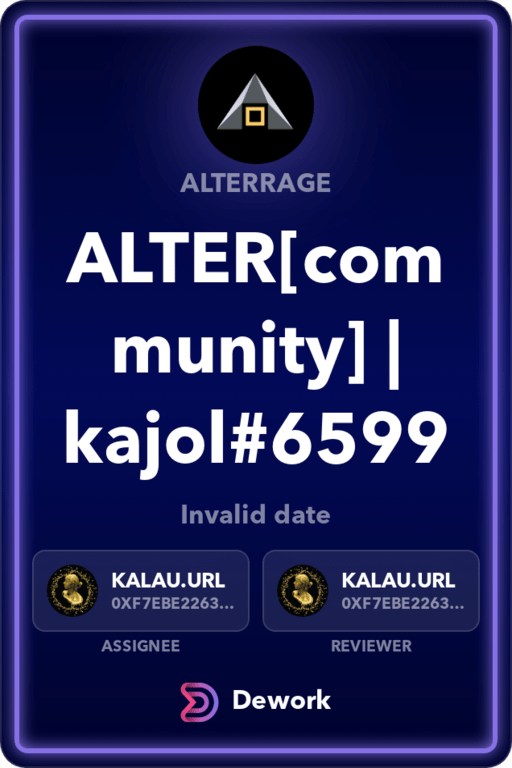 ALTERRAGE
ALTER[com
munity] |
kajol#6599
Invalid date
KALAU.URL
0XF7EBE2263...
KALAU.URL
0XF7EBE2263...
ASSIGNEE
REVIEWER
Dework